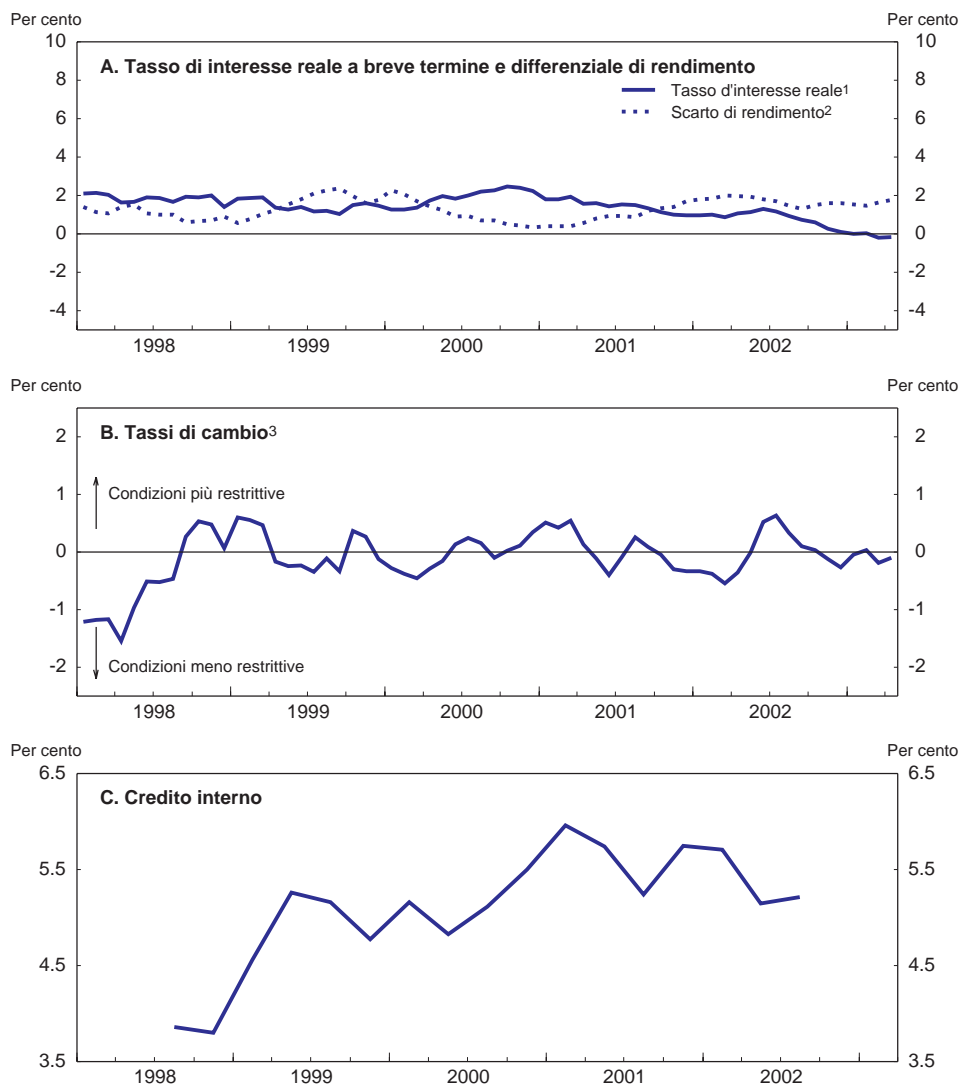 Per cento Per cento
10 10
A. Tasso di interesse reale a breve termine e differenziale di rendimento
8 8
Tasso d'interesse reale1
Scarto di rendimento2
6 6
4 4
2 2
0 0
-2 -2
-4 -4
1998 1999 2000 2001 2002
Per cento Per cento
2 2
B. Tassi di cambio3
1 1
Condizioni più restrittive
0 0
-1 -1
Condizioni meno restrittive
-2 -2
1998 1999 2000 2001 2002
Per cento Per cento
6.5 6.5
C. Credito interno
5.5 5.5
4.5 4.5
3.5 3.5
1998 1999 2000 2001 2002